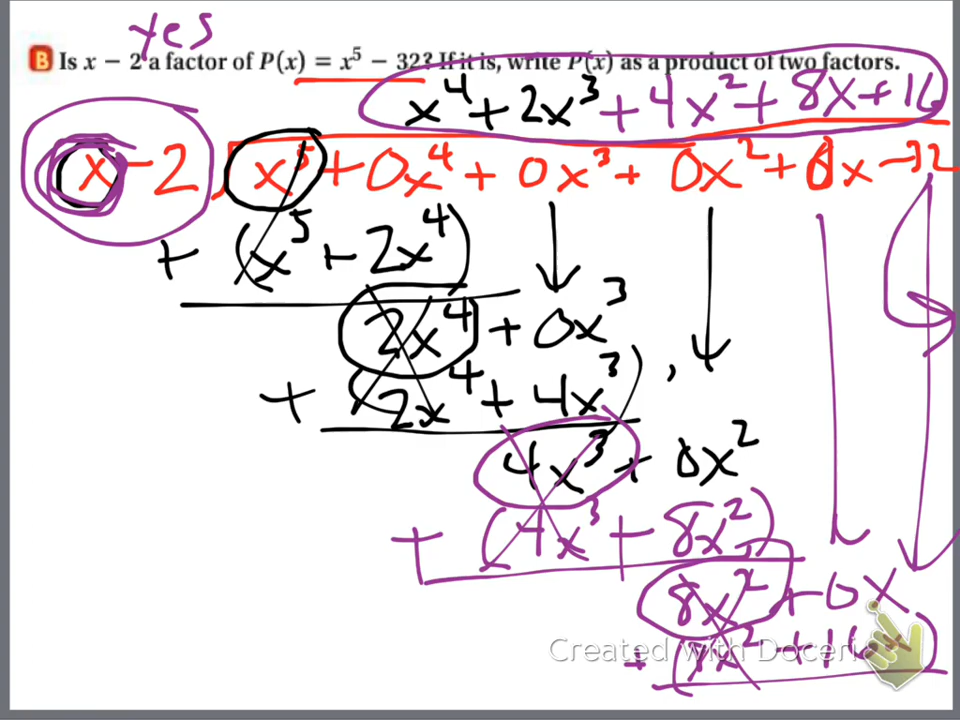 yes
B Is x − 2 a factor of P(x) = x⁵ − 32? If it is, write P(x) as a product of two factors.
x⁴ + 2x³ + 4x² + 8x + 16
x − 2 x⁵ + 0x⁴ + 0x³ + 0x² + 0x − 32
+ (x⁵ + 2x⁴)
2x⁴ + 0x³
+ (2x⁴ + 4x³)
4x³ + 0x²
+ (4x³ + 8x²)
8x² + 0x
Created with Doceri
+ (8x² + 16x)